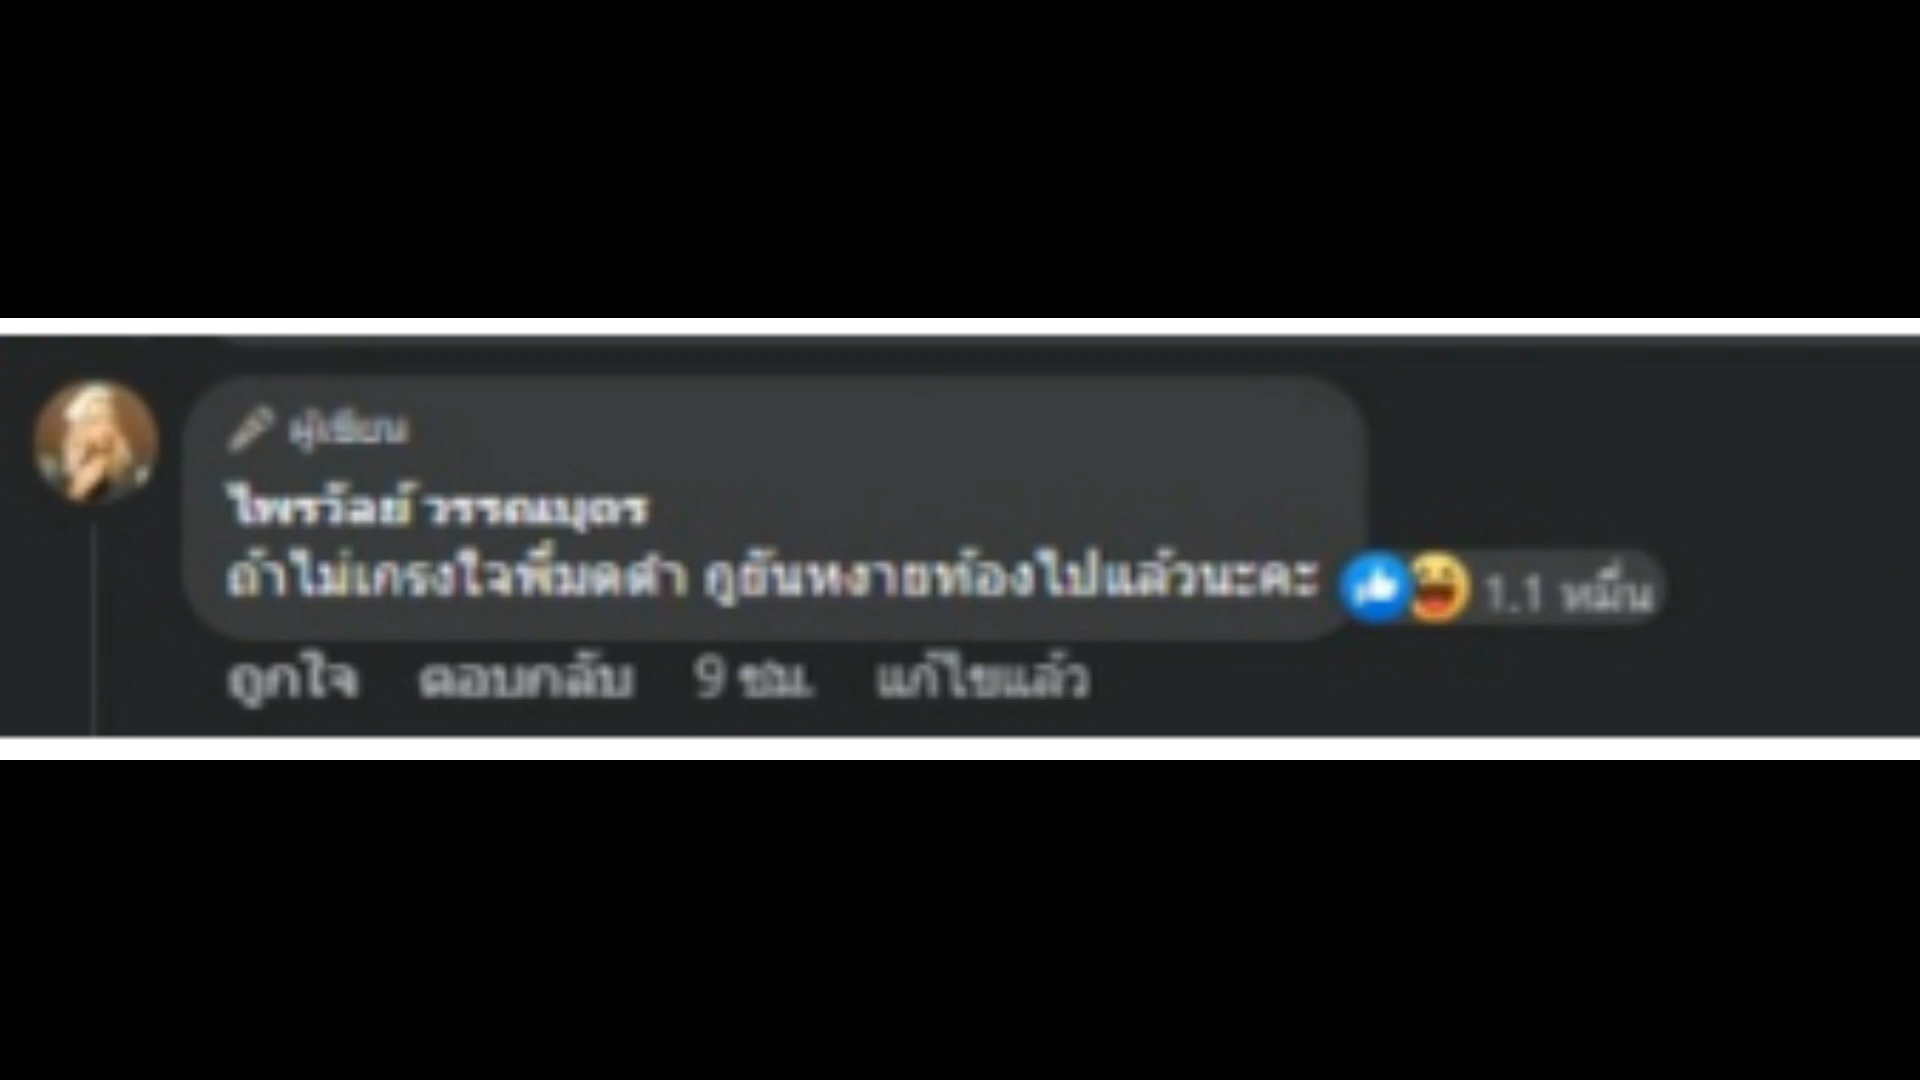 ผู้เขียน
ไพรวัลย์ วรรณบุตร
ถ้าไม่เกรงใจพี่มดดำ กูยันหงายท้องไปแล้วนะคะ
1.1 หมื่น
ถูกใจ ตอบกลับ 9 ชม. แก้ไขแล้ว